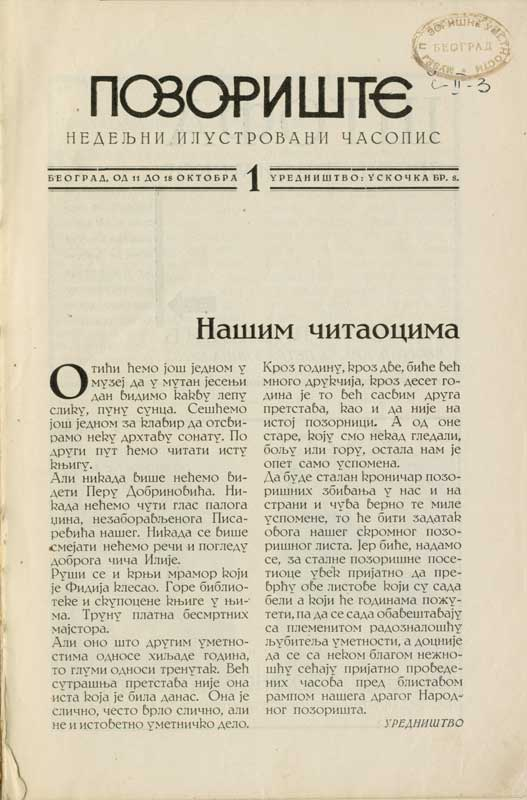 ПОЗОРИШНЕ УМЕТНОСТИ
МУЗЕЈ
БЕОГРАД
II-3
ПОЗОРИШТЕ
НЕДЕЉНИ ИЛУСТРОВАНИ ЧАСОПИС
БЕОГРАД, ОД 11 ДО 18 ОКТОБРА 1 УРЕДНИШТВО: УСКОЧКА БР. 8.
Нашим читаоцима
Отићи ћемо још једном у
музеј да у мутан јесењи
дан видимо какву лепу
слику, пуну сунца. Сешћемо
још једном за клавир да отсви-
рамо неку дрхтаву сонату. По
други пут ћемо читати исту
књигу.
Али никада више нећемо ви-
дети Перу Добриновића. Ни-
када нећемо чути глас палога
џина, незаборављенога Писа-
ревића нашег. Никада се више
смејати нећемо речи и погледу
доброга чича Илије.
Руши се и крњи мрамор који
је Фидија клесао. Горе библио-
теке и скупоцене књиге у њи-
ма. Труну платна бесмртних
мајстора.
Али оно што другим уметно-
стима односе хиљаде година,
то глуми односи тренутак. Већ
сутрашња претстава није она
иста која је била данас. Она је
слично, често врло слично, али
не и истоветно уметничко дело.
Кроз годину, кроз две, биће већ
много друкчија, кроз десет го-
дина је то већ сасвим друга
претстава, као и да није на
истој позорници. А од оне
старе, коју смо некад гледали,
бољу или гору, остала нам је
опет само успомена.
Да буде сталан кроничар позо-
ришних збивања у нас и на
страни и чува верно те миле
успомене, то ће бити задатак
овога нашег скромног позо-
ришног листа. Јер биће, надамо
се, за сталне позоришне посе-
тиоце увек пријатно да пре-
врћу ове листове који су сада
бели а који ће годинама пожу-
тети, па да се сада обавештавају
са племенитом радозналошћу
љубитеља уметности, а доцније
да се са неком благом нежно-
шћу сећају пријатно проведе-
них часова пред блиставом
рампом нашега драгог Народ-
ног позоришта.
УРЕДНИШТВО